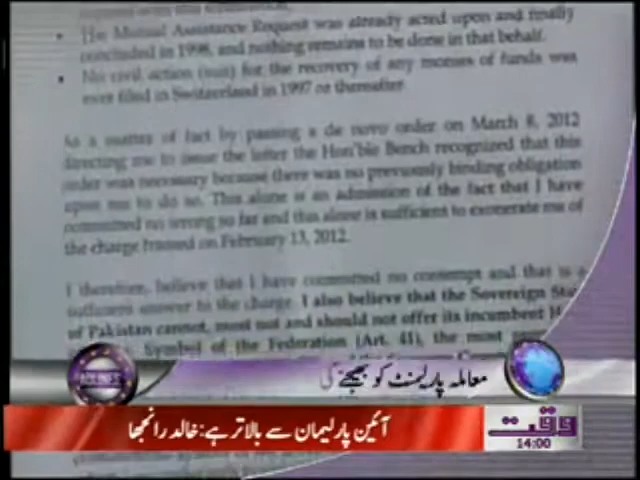 The Mutual Assistance Request was already acted upon and finally
concluded in 1998, and nothing remains to be done in that behalf.
No civil action (suit) for the recovery of any monies of funds was
ever filed in Switzerland in 1997 or thereafter
As a matter of fact by passing a de novo order on March 8, 2012
directing me to issue the letter the Hon'ble Bench recognized that this
order was necessary because there was no previously binding obligation
upon me to do so. This alone is an admission of the fact that I have
committed no wrong so far and this alone is sufficient to exonerate me of
the charge framed on February 13, 2012.
I therefore, believe that I have committed no contempt and that is a
sufficient answer to the charge. I also believe that the Sovereign
of Pakistan cannot, must not and should not offer its incumbent
Symbol of the Federation (Art. 41), the most
معاملہ پارلیمنٹ کو بھیجنے کی
آئین پارلیمان سے بالاتر ہے: خالد رانجھا
وقت
14:00